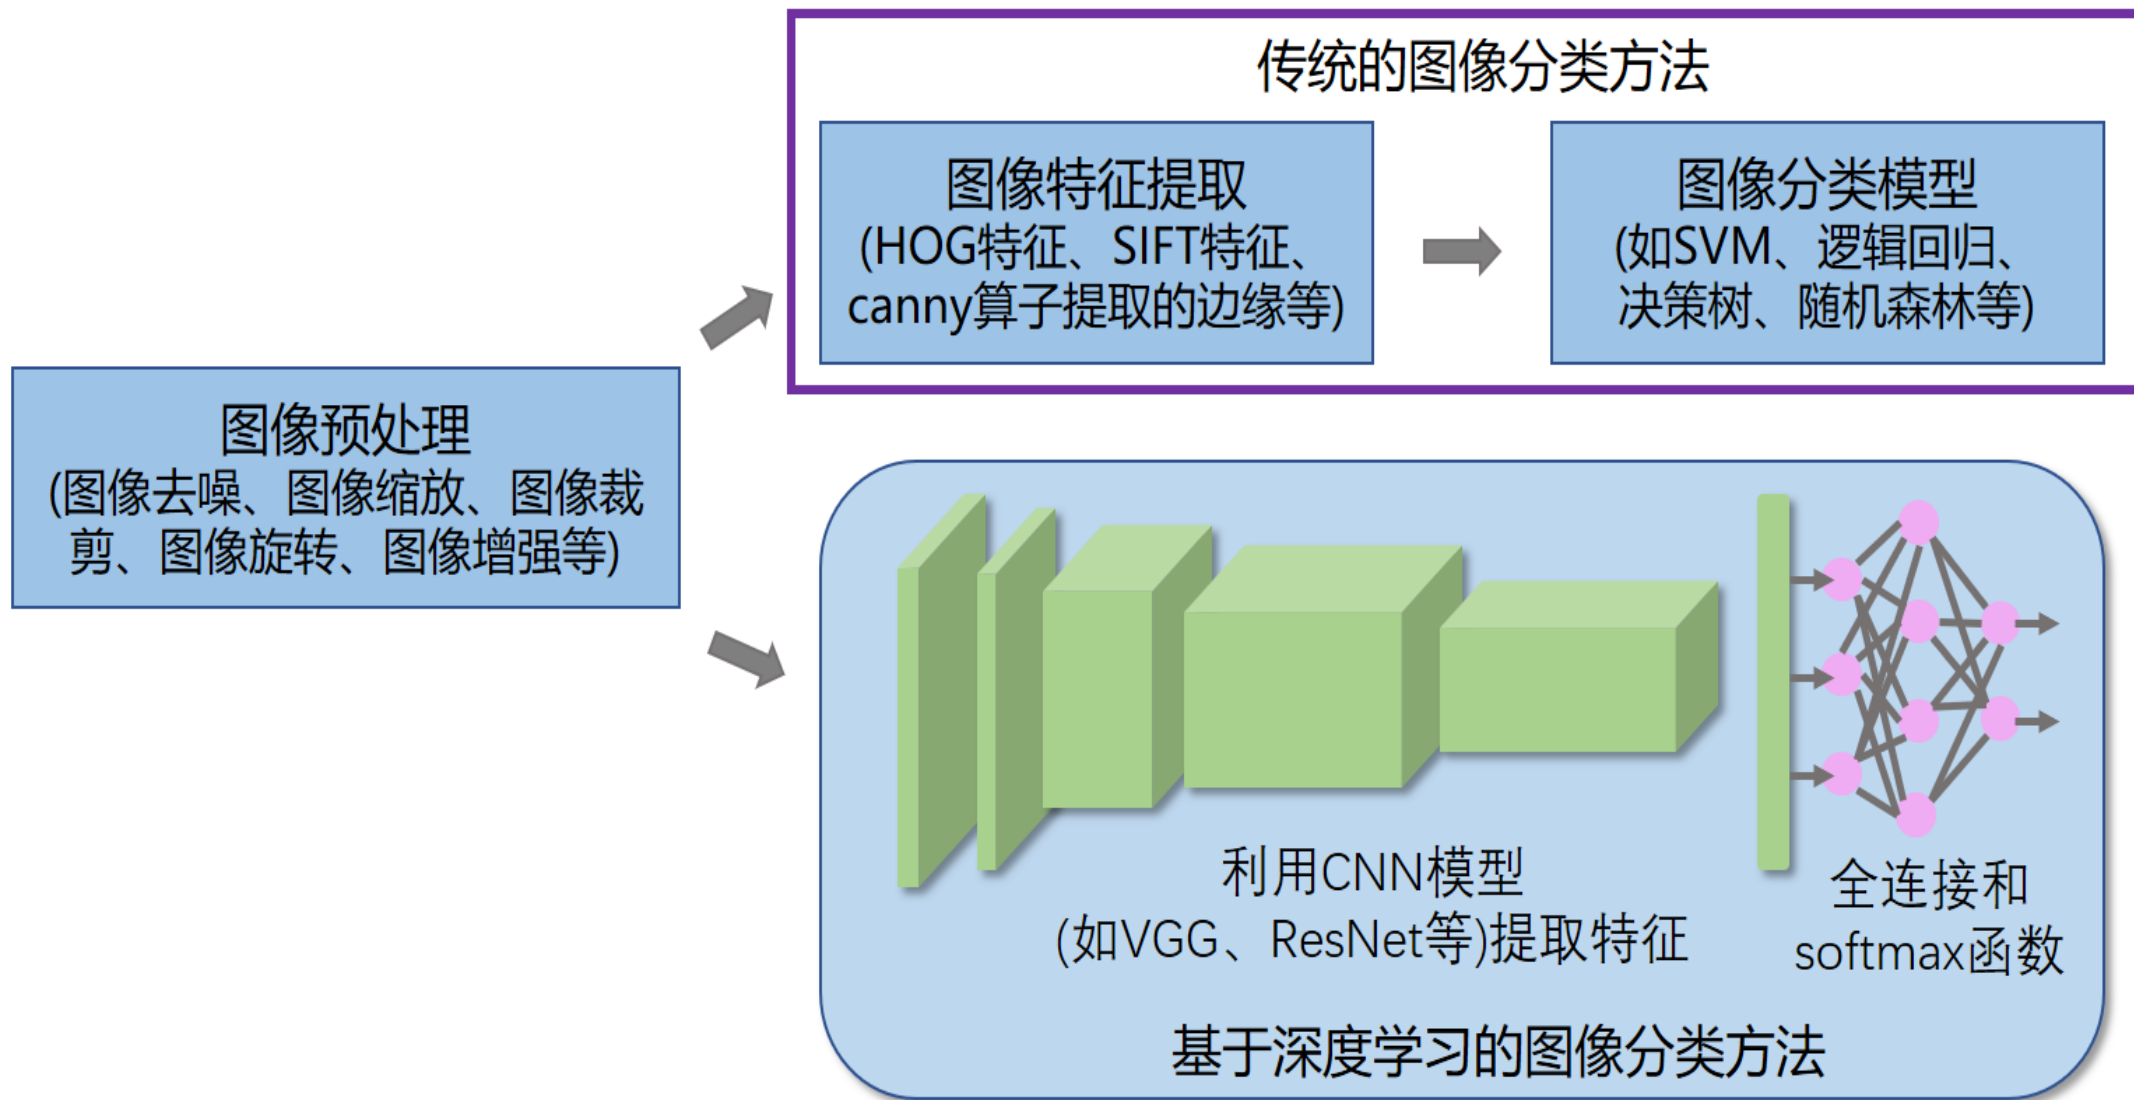 传统的图像分类方法
图像特征提取
(HOG特征、SIFT特征、
canny算子提取的边缘等)
图像分类模型
(如SVM、逻辑回归、
决策树、随机森林等)
图像预处理
(图像去噪、图像缩放、图像裁
剪、图像旋转、图像增强等)
利用CNN模型
(如VGG、ResNet等)提取特征
全连接和
softmax函数
基于深度学习的图像分类方法